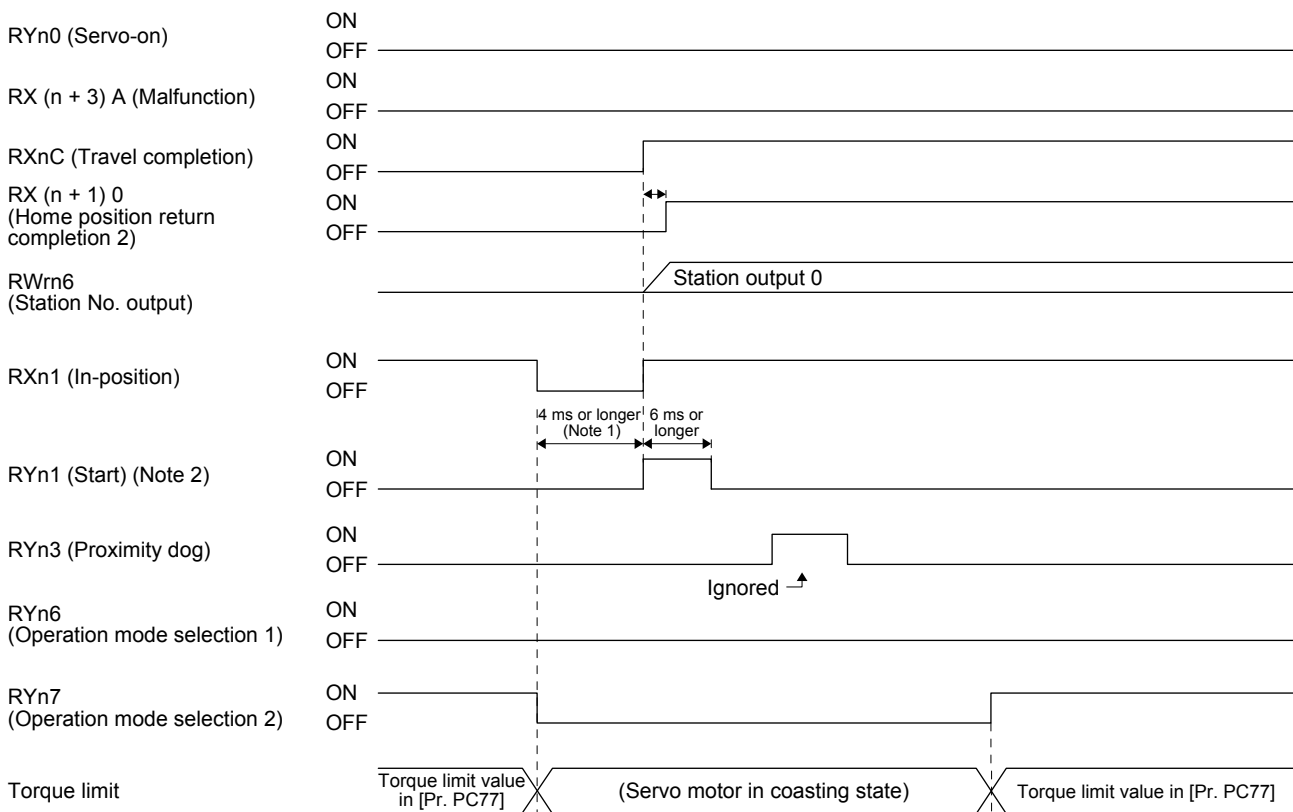 RYn0 (Servo-on)
ON
OFF
RX (n + 3) A (Malfunction)
ON
OFF
RXnC (Travel completion)
ON
OFF
RX (n + 1) 0
(Home position return
completion 2)
ON
OFF
RWrn6
(Station No. output)
Station output 0
RXn1 (In-position)
ON
OFF
4 ms or longer
(Note 1)
6 ms or
longer
RYn1 (Start) (Note 2)
ON
OFF
RYn3 (Proximity dog)
ON
OFF
Ignored
RYn6
(Operation mode selection 1)
ON
OFF
RYn7
(Operation mode selection 2)
ON
OFF
Torque limit
Torque limit value
in [Pr. PC77]
(Servo motor in coasting state)
Torque limit value in [Pr. PC77]